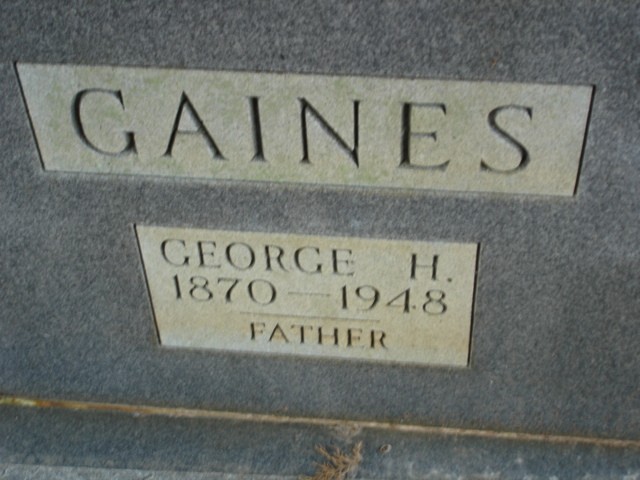 GAINES
GEORGE H.
1870—1948
FATHER